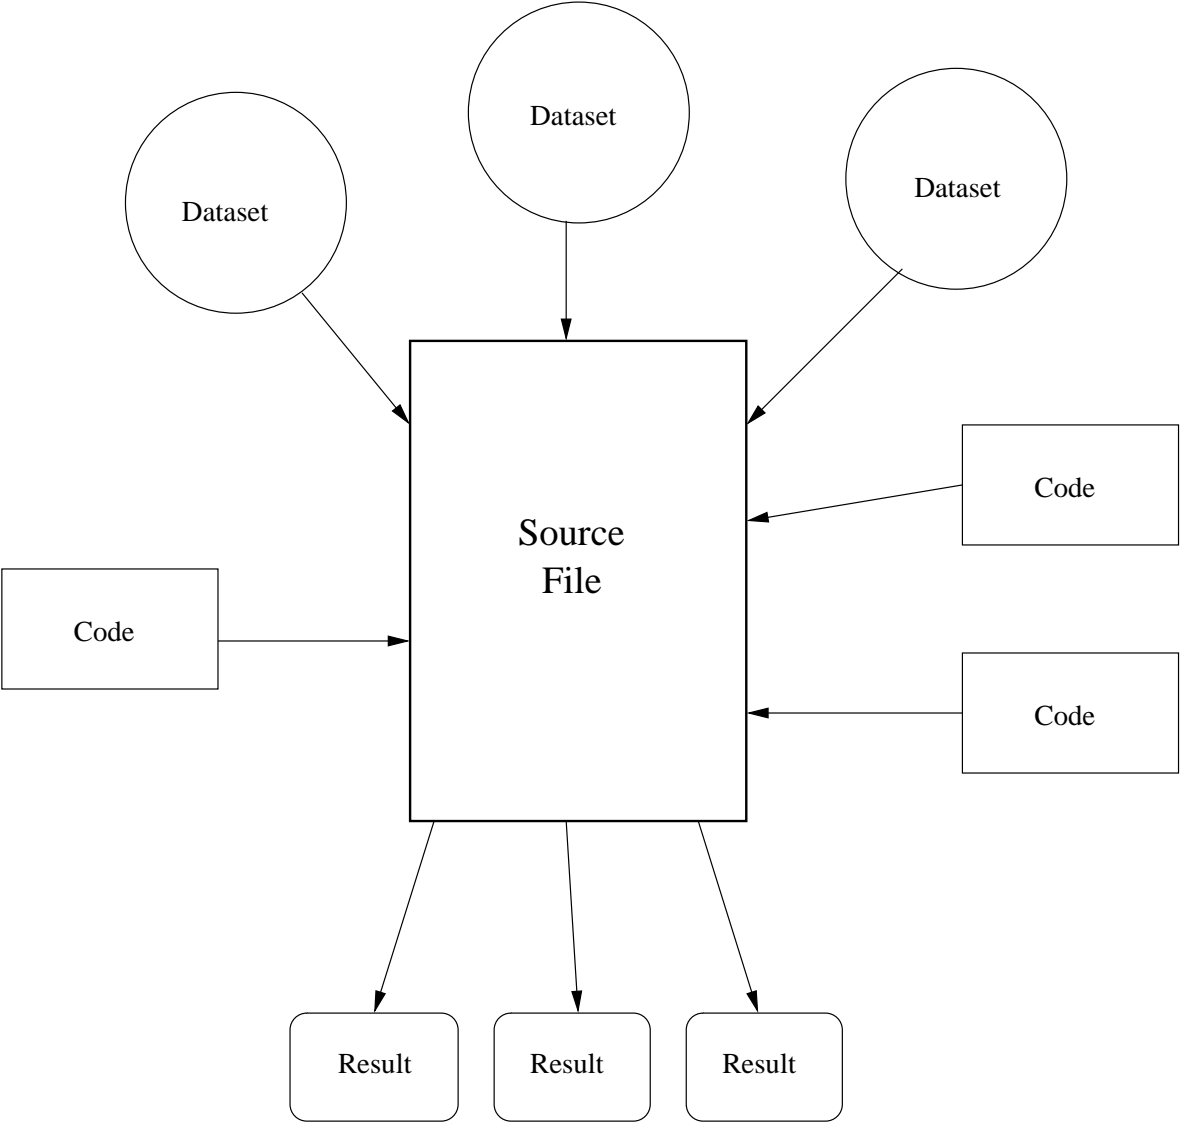 Dataset
Dataset
Dataset
Code
Source
File
Code
Code
Result
Result
Result